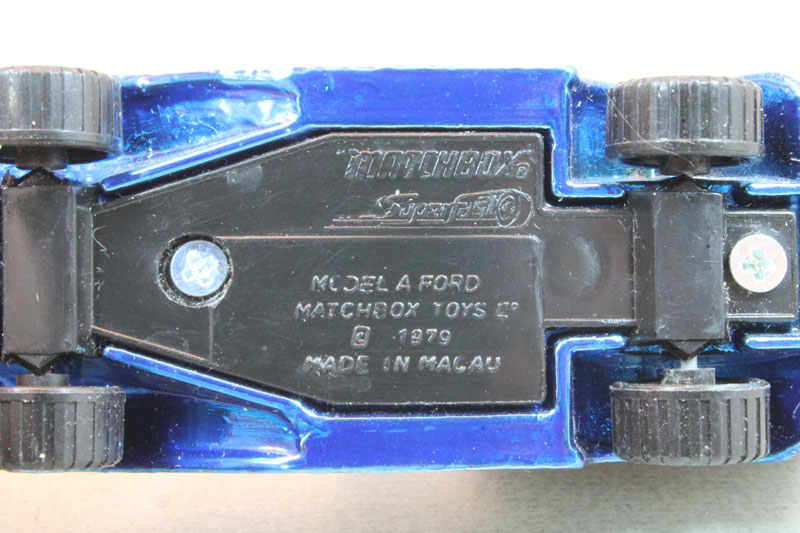 MATCHBOX®
Superfast
MODEL A FORD
MATCHBOX TOYS LTD
© 1979
MADE IN MACAU